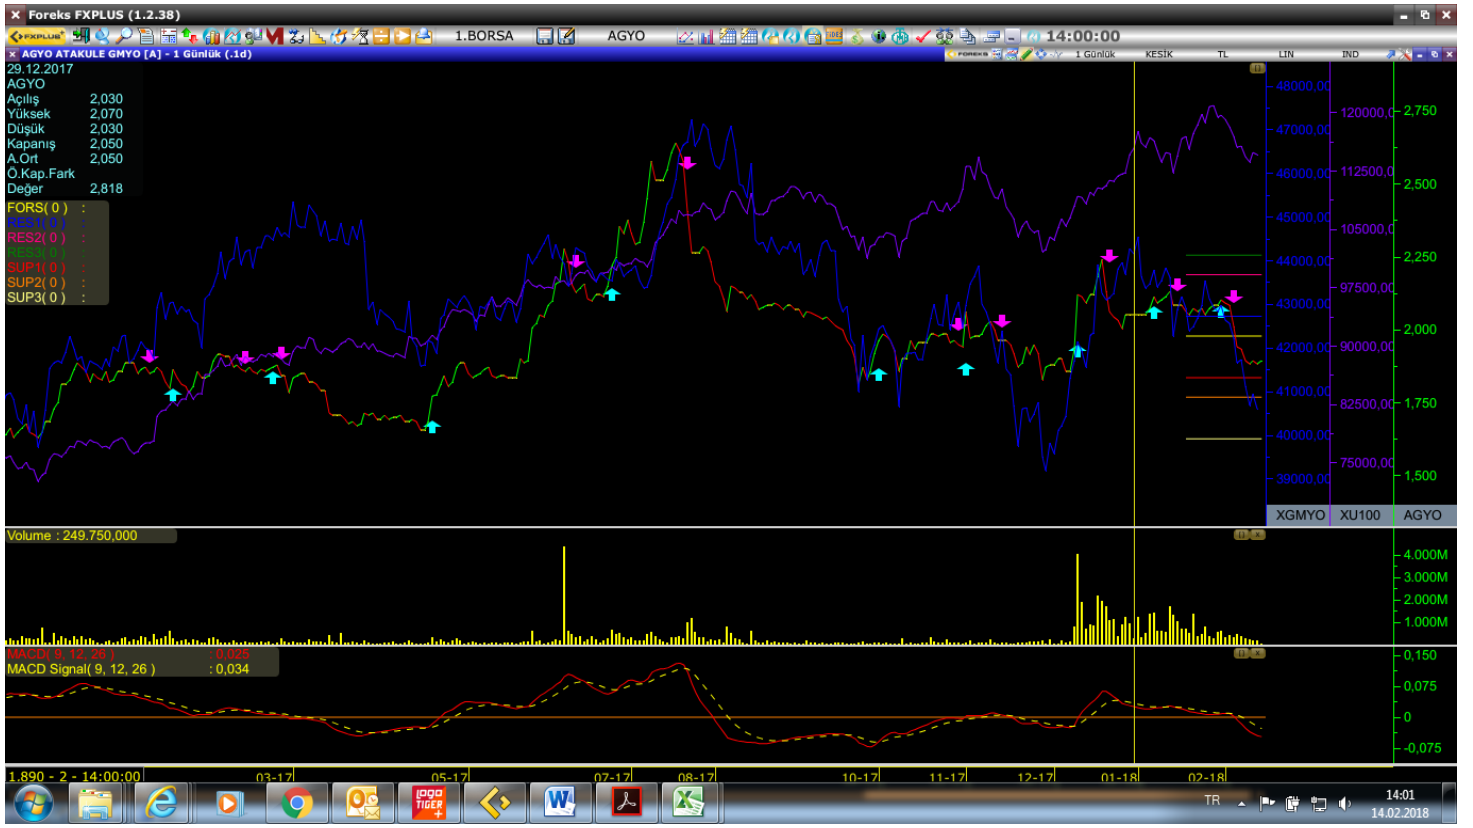 Foreks FXPLUS (1.2.38)
FXPLUS+ 1.BORSA AGYO TIDE 14:00:00
AGYO ATAKULE GMYO [A] - 1 Günlük (.1d) FOREKS 1 Günlük KESİK TL LIN IND
29.12.2017
AGYO
Açılış 2,030
Yüksek 2,070
Düşük 2,030
Kapanış 2,050
A.Ort 2,050
Ö.Kap.Fark
Değer 2,818
FORS( 0 ) :
RES1( 0 ) :
RES2( 0 ) :
RES3( 0 ) :
SUP1( 0 ) :
SUP2( 0 ) :
SUP3( 0 ) :
48000,00
47000,00
46000,00
45000,00
44000,00
43000,00
42000,00
41000,00
40000,00
39000,00
120000,0
112500,0
105000,0
97500,00
90000,00
82500,00
75000,00
2,750
2,500
2,250
2,000
1,750
1,500
XGMYO XU100 AGYO
Volume : 249.750,000
4.000M
3.000M
2.000M
1.000M
MACD( 9, 12, 26 ) : 0,025
MACD Signal( 9, 12, 26 ) : 0,034
0,150
0,075
0
-0,075
1.890 - 2 - 14:00:00 03-17 05-17 07-17 08-17 10-17 11-17 12-17 01-18 02-18
LOGO
TIGER
TR 14:01
14.02.2018